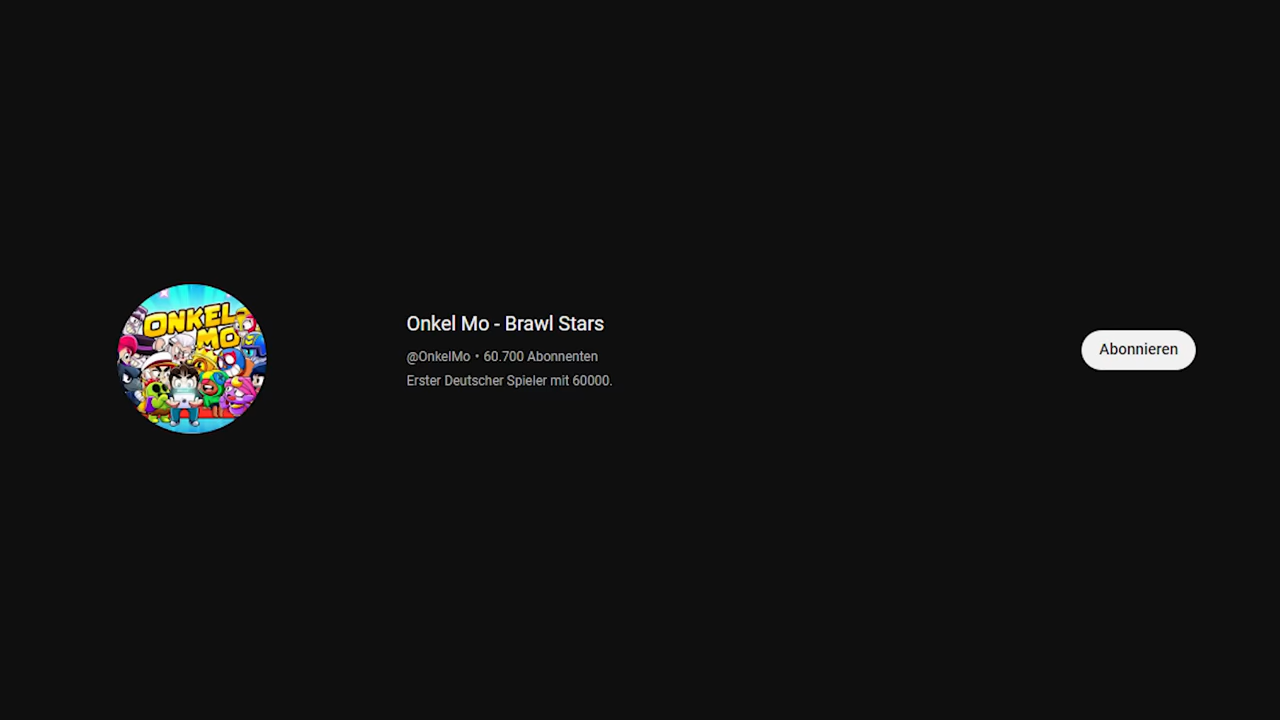 ONKEL
MO
Onkel Mo - Brawl Stars
@OnkelMo • 60.700 Abonnenten
Erster Deutscher Spieler mit 60000.
Abonnieren